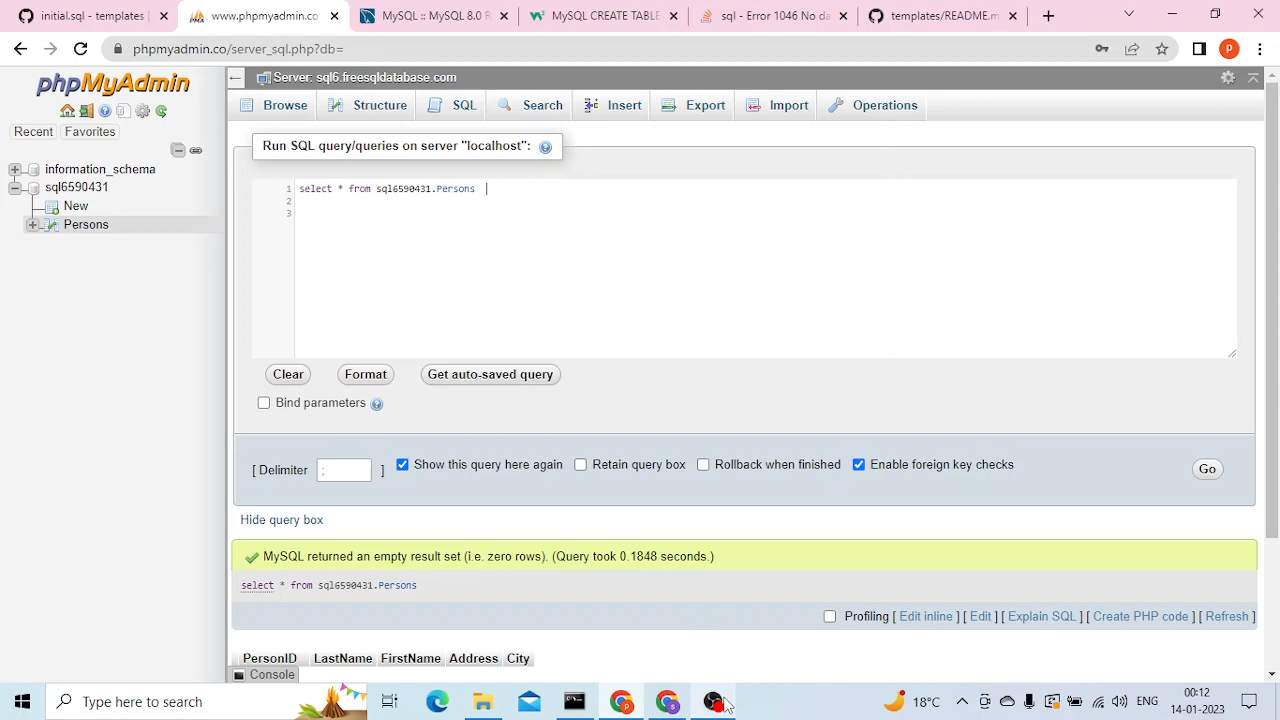 initial.sql - templates
www.phpmyadmin.co/
MySQL :: MySQL 8.0 R
MySQL CREATE TABLE
sql - Error 1046 No da
templates/README.m
phpmyadmin.co/server_sql.php?db=
P
phpMyAdmin
Recent
Favorites
information_schema
sql6590431
New
Persons
Server: sql6.freesqldatabase.com
Browse
Structure
SQL
Search
Insert
Export
Import
Operations
Run SQL query/queries on server "localhost":
1 select * from sql6590431.Persons
2
3
Clear
Format
Get auto-saved query
Bind parameters
[ Delimiter ; ]
Show this query here again
Retain query box
Rollback when finished
Enable foreign key checks
Go
Hide query box
MySQL returned an empty result set (i.e. zero rows). (Query took 0.1848 seconds.)
select * from sql6590431.Persons
Profiling [ Edit inline ] [ Edit ] [ Explain SQL ] [ Create PHP code ] [ Refresh ]
PersonID LastName FirstName Address City
Console
Type here to search
18°C
ENG
00:12
14-01-2023